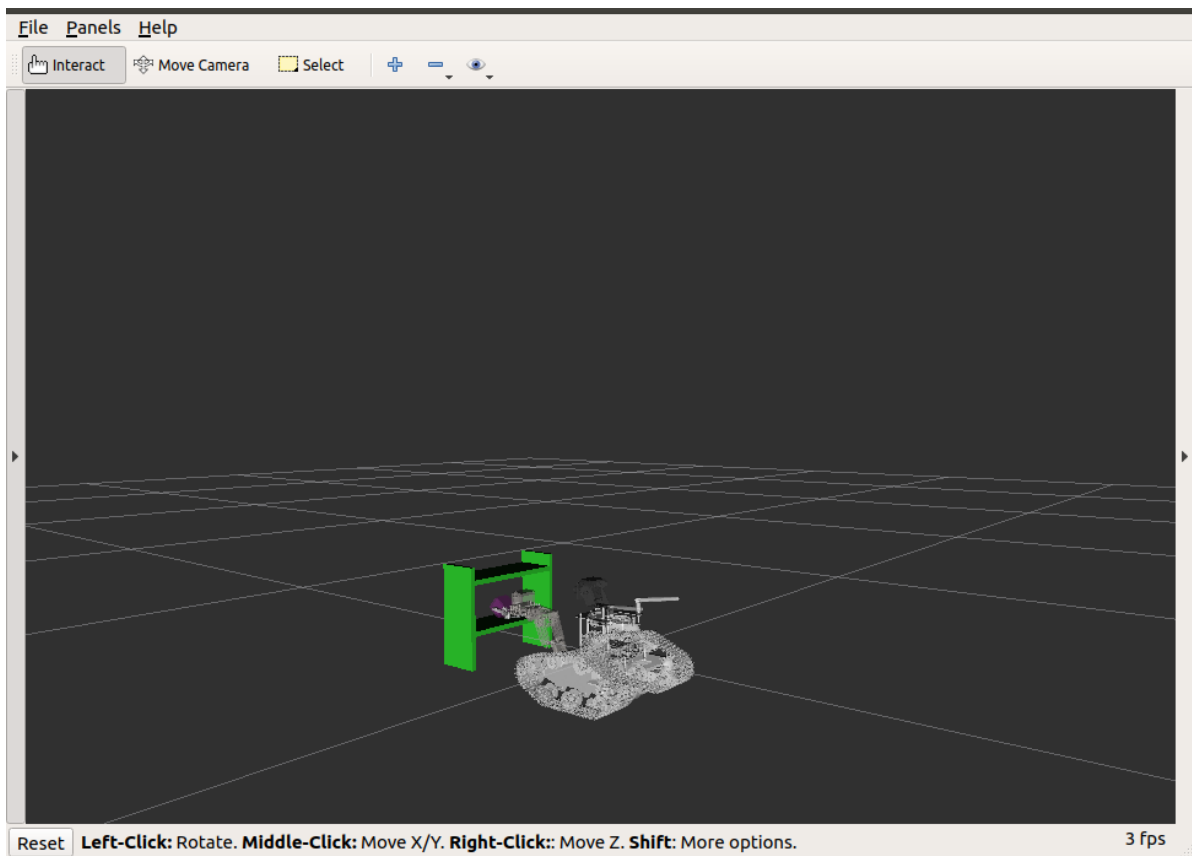 File Panels Help
Interact Move Camera Select
Reset Left-Click: Rotate. Middle-Click: Move X/Y. Right-Click:: Move Z. Shift: More options. 3 fps